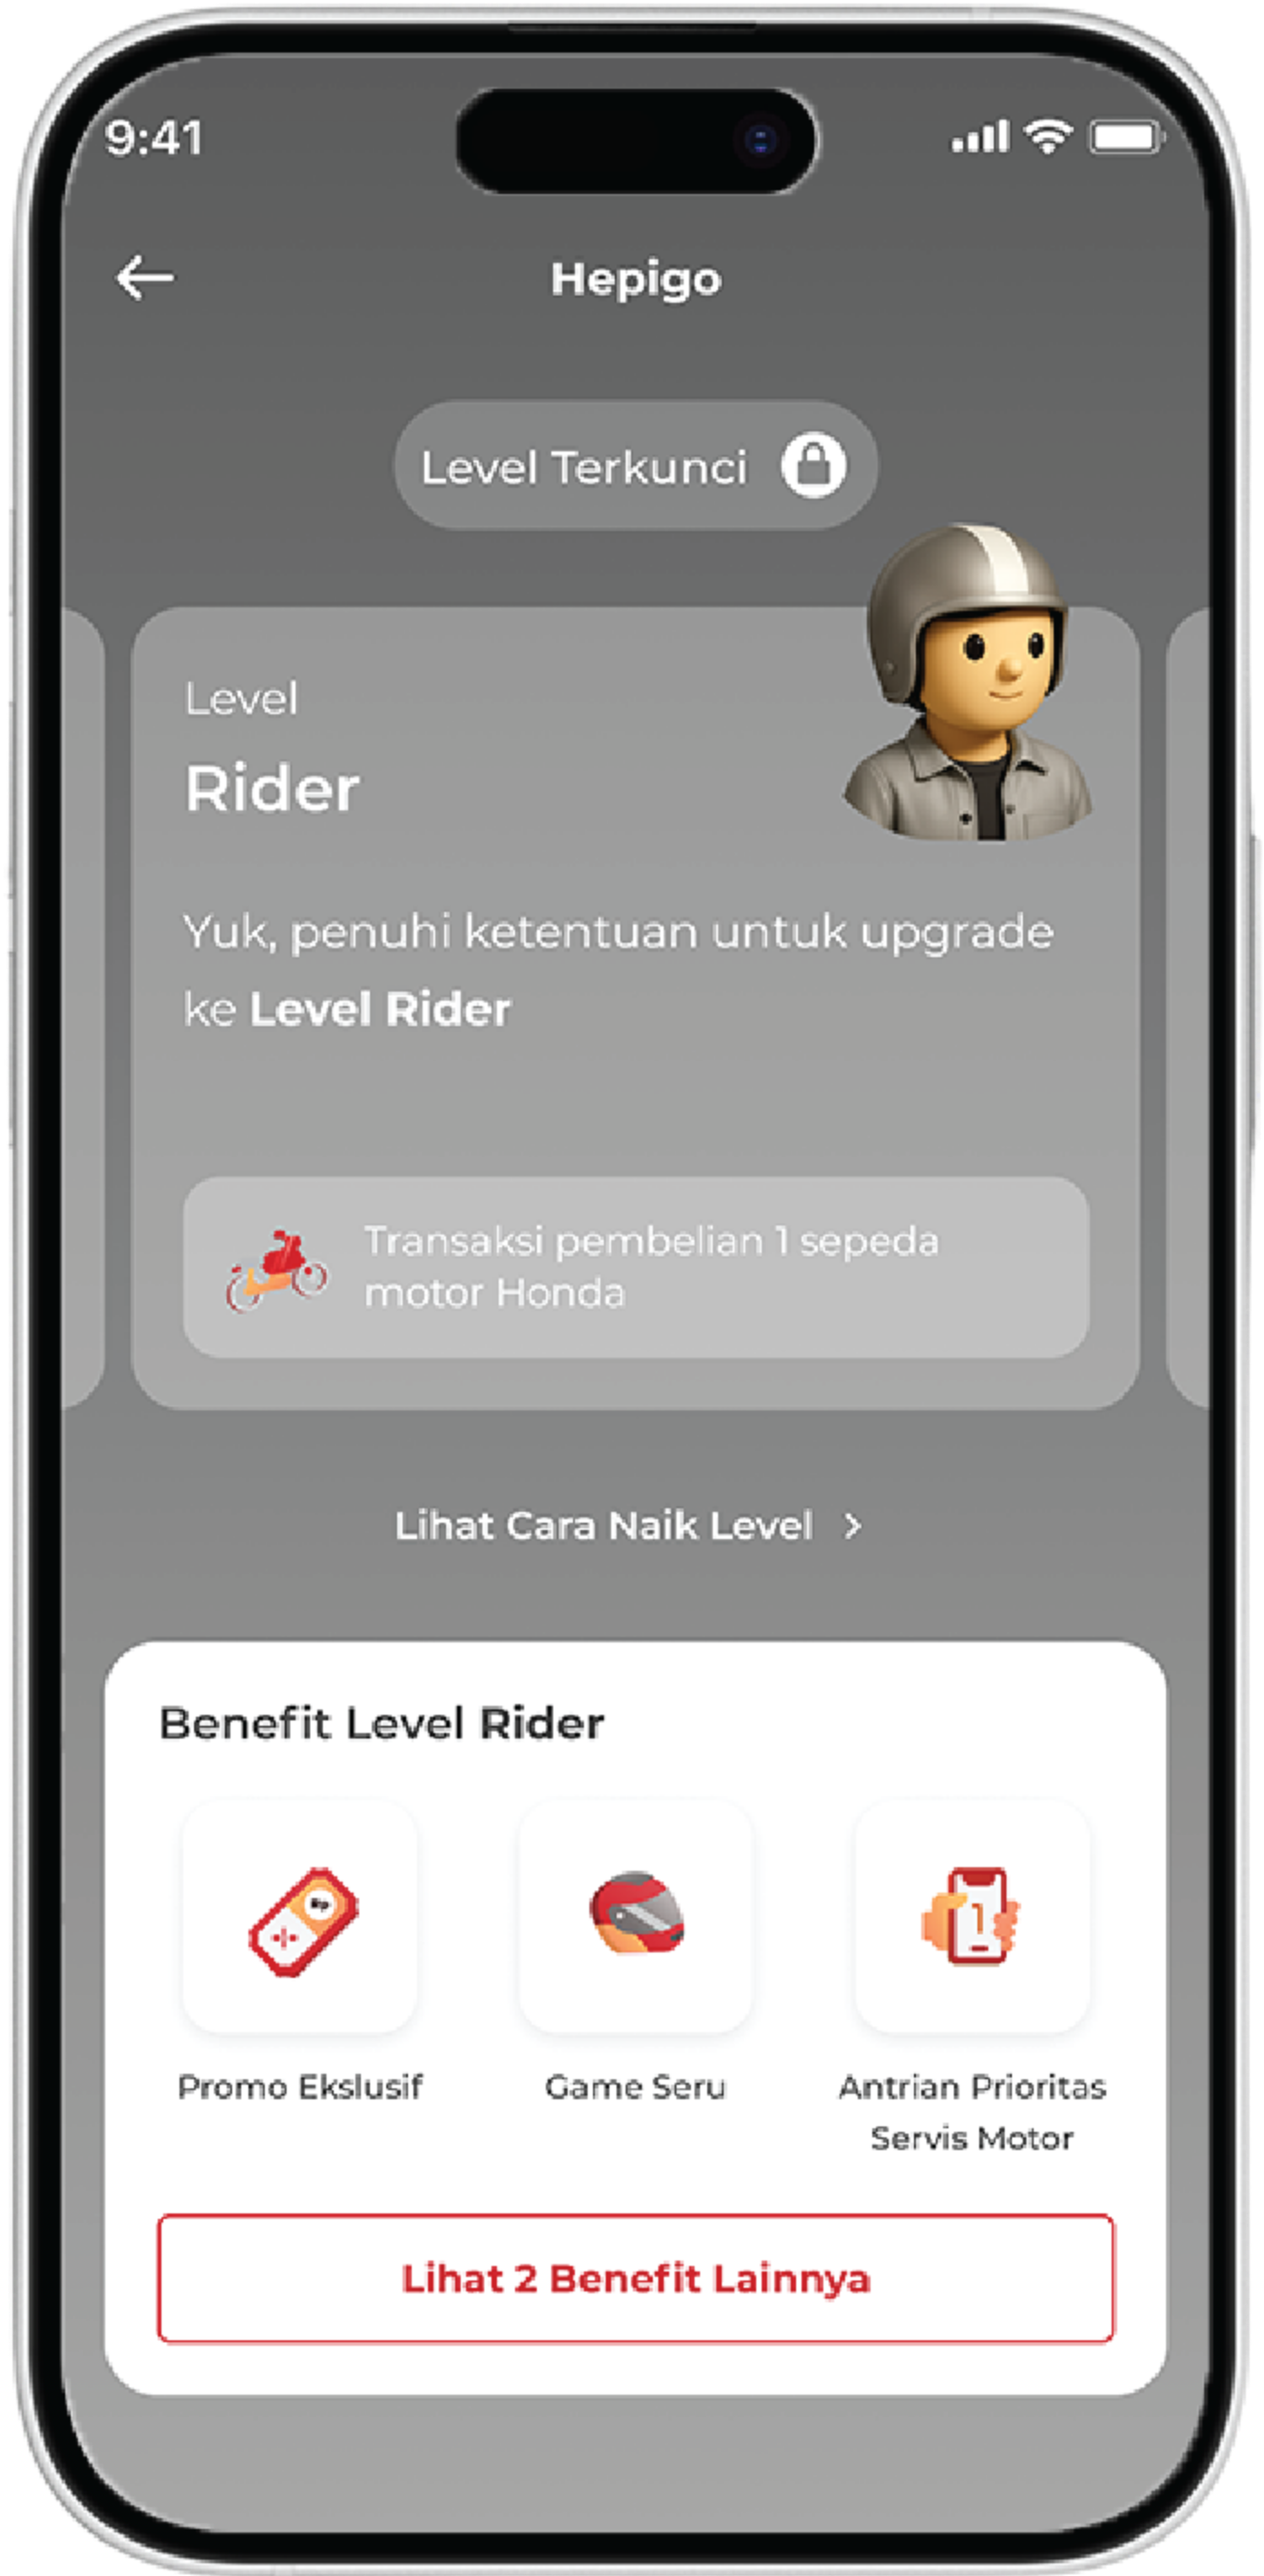 9:41
Hepigo
Level Terkunci
Level
Rider
Yuk, penuhi ketentuan untuk upgrade
ke Level Rider
Transaksi pembelian 1 sepeda
motor Honda
Lihat Cara Naik Level >
Benefit Level Rider
Rp
1
Promo Ekslusif
Game Seru
Antrian Prioritas
Servis Motor
Lihat 2 Benefit Lainnya